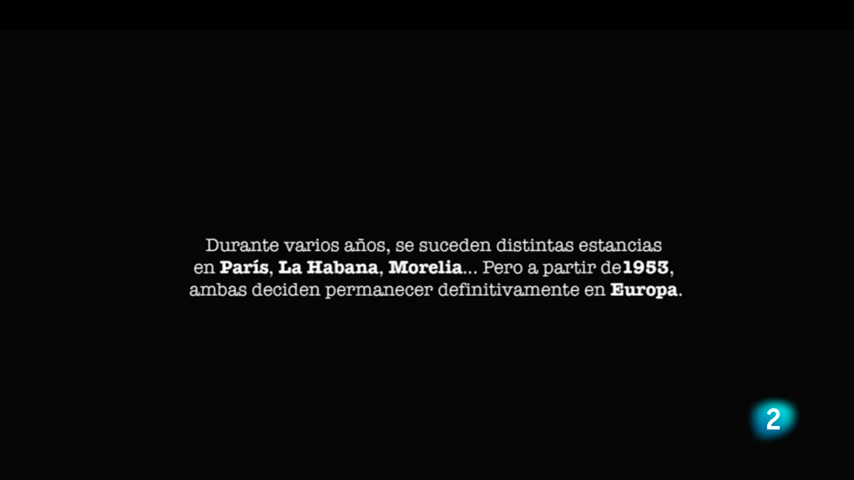 Durante varios años, se suceden distintas estancias
en París, La Habana, Morelia... Pero a partir de1953,
ambas deciden permanecer definitivamente en Europa.
2